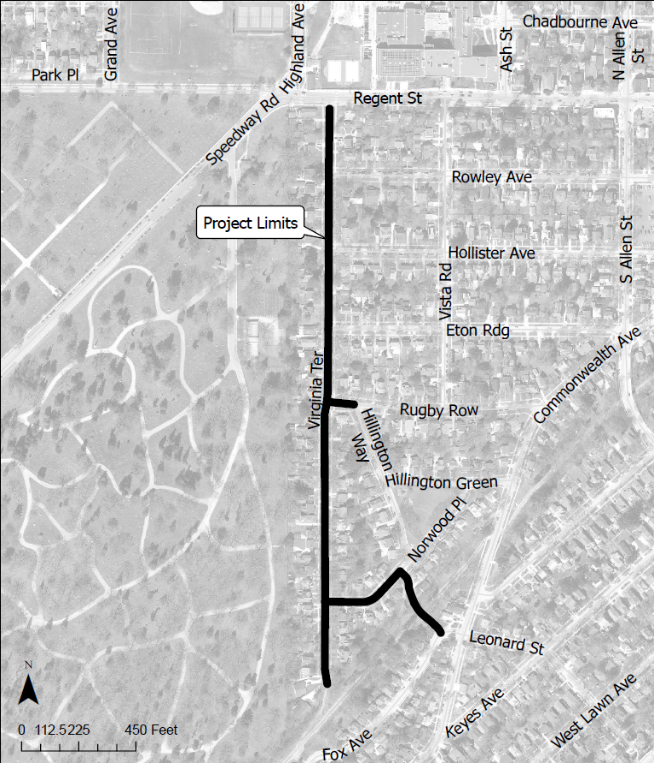 Chadbourne Ave
Grand Ave
Highland Ave
Ash St
N Allen
St
Park Pl
Regent St
Speedway Rd
Rowley Ave
Project Limits
S Allen St
Hollister Ave
Vista Rd
Eton Rdg
Commonwealth Ave
Virginia Ter
Rugby Row
Hillington
Way
Hillington Green
Norwood Pl
Leonard St
N
0 112.5225 450 Feet
Keyes Ave
West Lawn Ave
Fox Ave